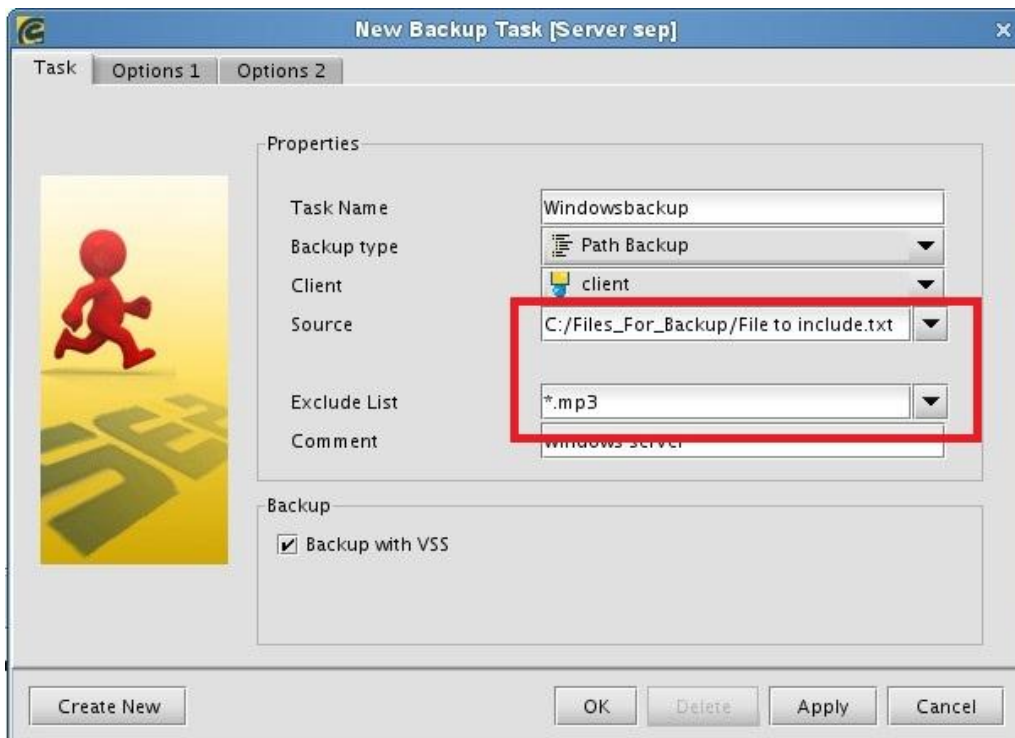 New Backup Task [Server sep]
Task Options 1 Options 2
Properties
Task Name Windowsbackup
Backup type Path Backup
Client client
Source C:/Files_For_Backup/File to include.txt
Exclude List *.mp3
Comment windows server
Backup
Backup with VSS
Create New OK Delete Apply Cancel